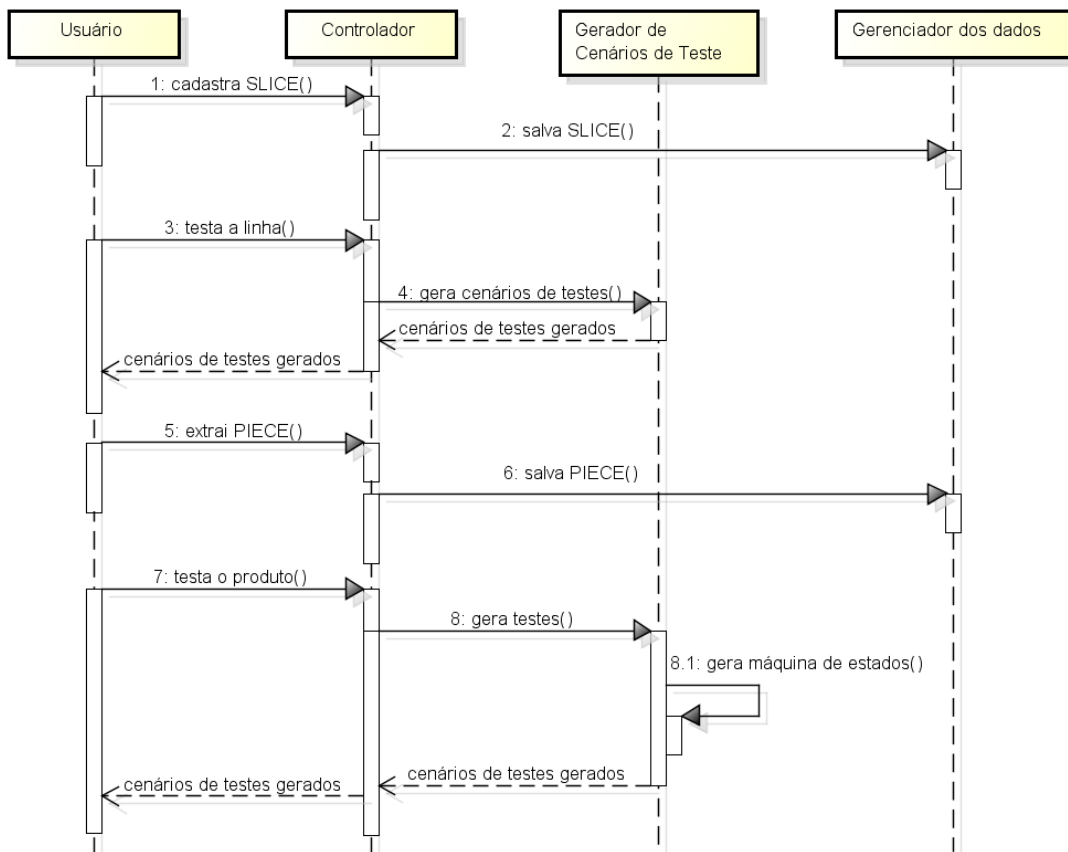 Usuário
Controlador
Gerador de
Cenários de Teste
Gerenciador dos dados
1: cadastra SLICE()
2: salva SLICE()
3: testa a linha()
4: gera cenários de testes()
cenários de testes gerados
cenários de testes gerados
5: extrai PIECE()
6: salva PIECE()
7: testa o produto()
8: gera testes()
8.1: gera máquina de estados()
cenários de testes gerados
cenários de testes gerados